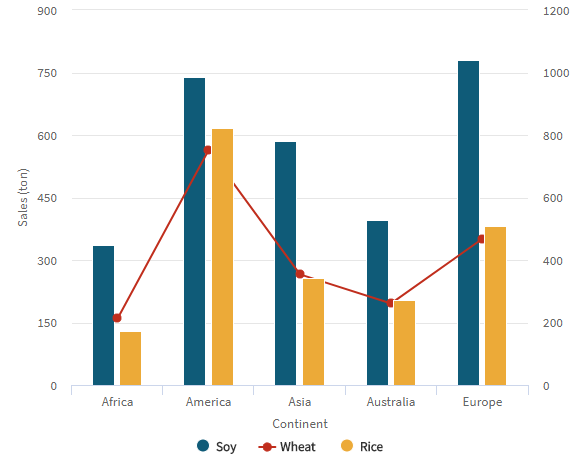 900 1200
750 1000
600 800
450 600
300 400
150 200
0 0
Sales (ton)
Africa America Asia Australia Europe
Continent
Soy Wheat Rice